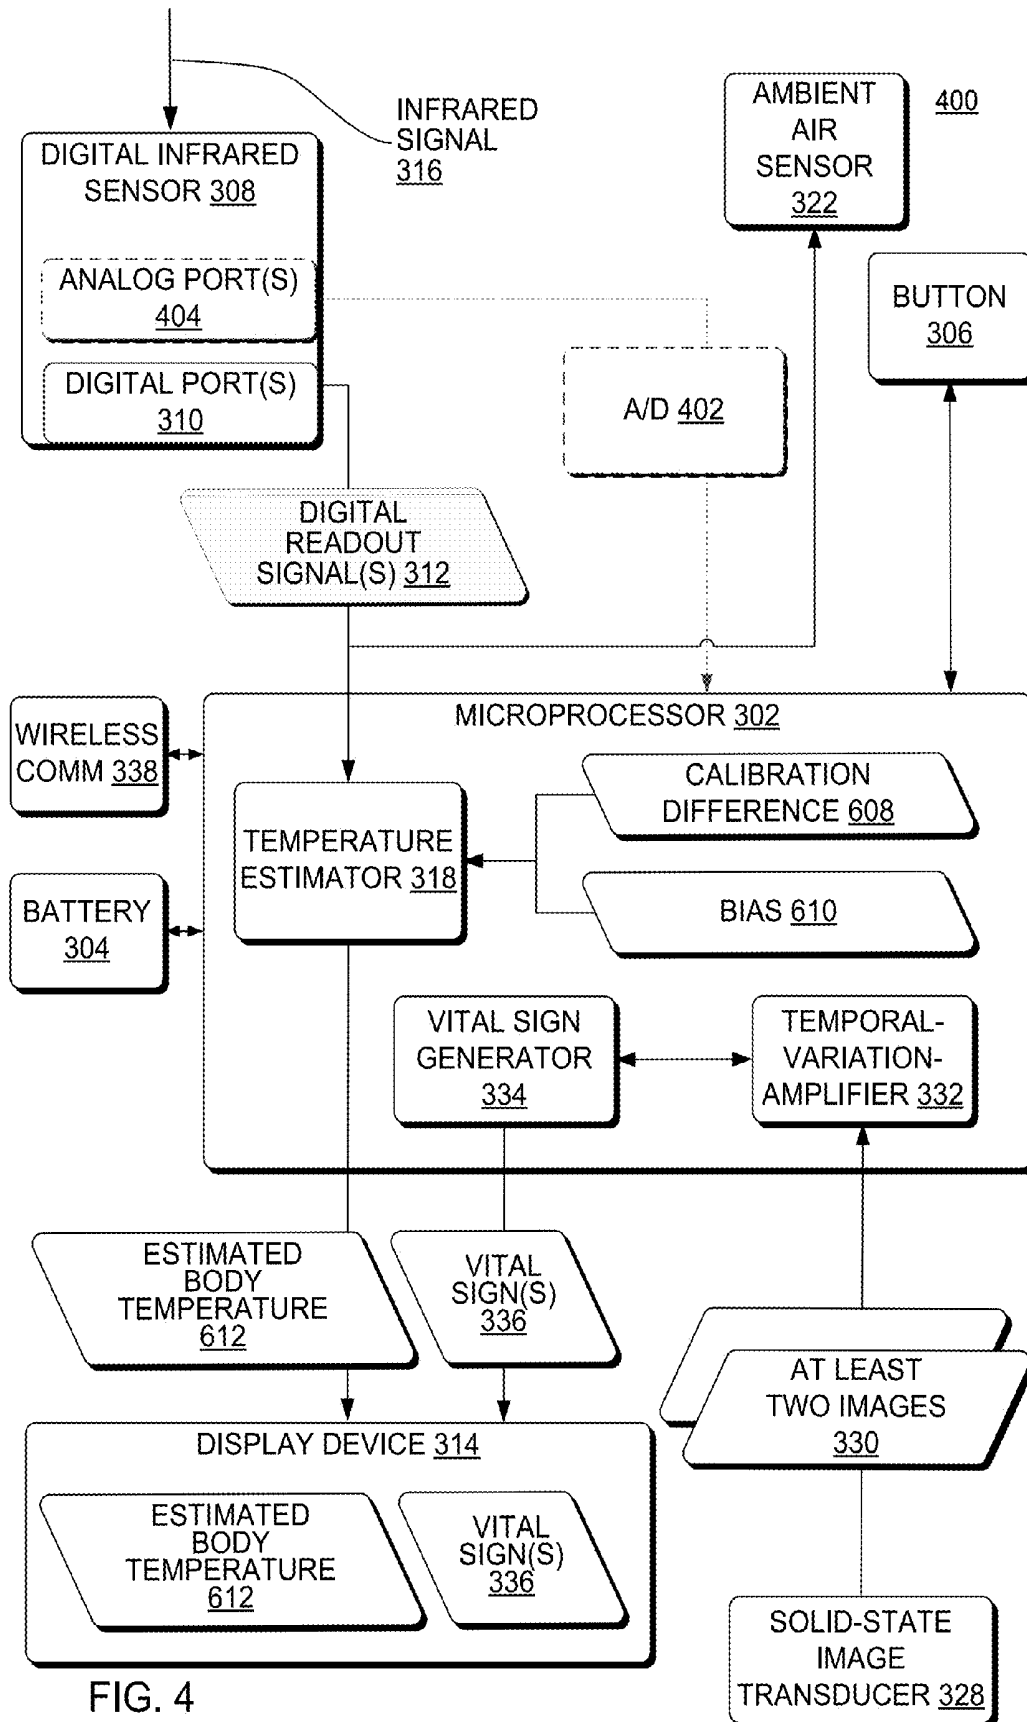 INFRARED
SIGNAL
316
AMBIENT
AIR
SENSOR
322
400
DIGITAL INFRARED
SENSOR 308
ANALOG PORT(S)
404
DIGITAL PORT(S)
310
BUTTON
306
A/D 402
DIGITAL
READOUT
SIGNAL(S) 312
MICROPROCESSOR 302
WIRELESS
COMM 338
CALIBRATION
DIFFERENCE 608
TEMPERATURE
ESTIMATOR 318
BATTERY
304
BIAS 610
VITAL SIGN
GENERATOR
334
TEMPORAL-
VARIATION-
AMPLIFIER 332
ESTIMATED
BODY
TEMPERATURE
612
VITAL
SIGN(S)
336
AT LEAST
TWO IMAGES
330
DISPLAY DEVICE 314
ESTIMATED
BODY
TEMPERATURE
612
VITAL
SIGN(S)
336
SOLID-STATE
IMAGE
TRANSDUCER 328
FIG. 4